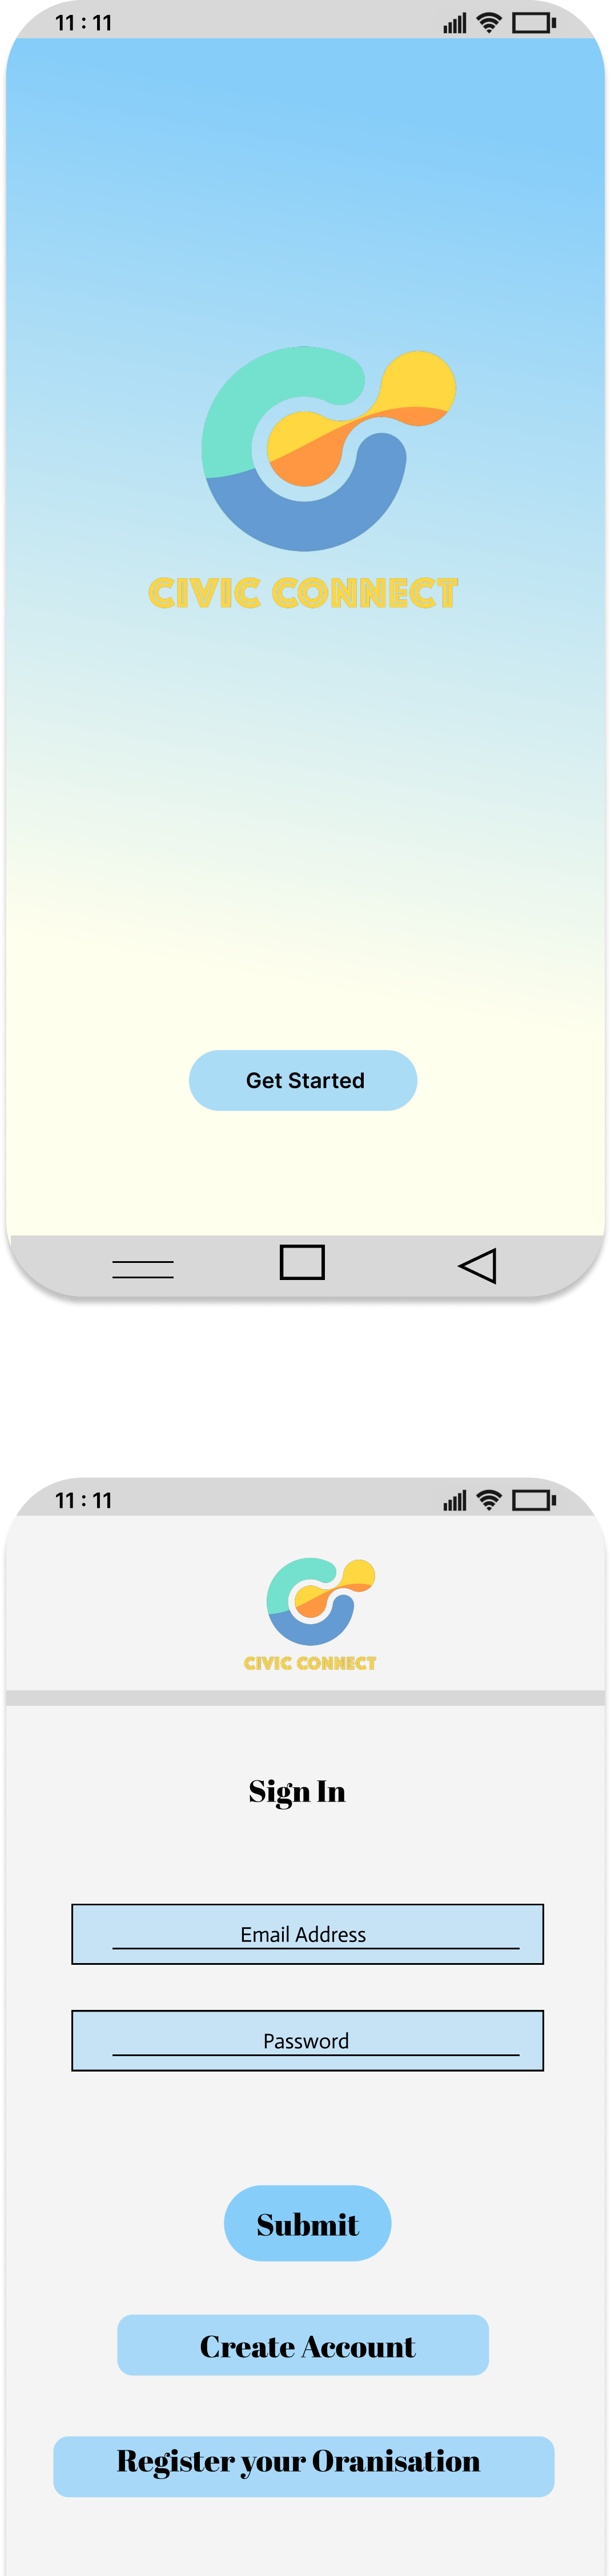 11 : 11
CIVIC CONNECT
Get Started
11 : 11
CIVIC CONNECT
Sign In
Email Address
Password
Submit
Create Account
Register your Oranisation